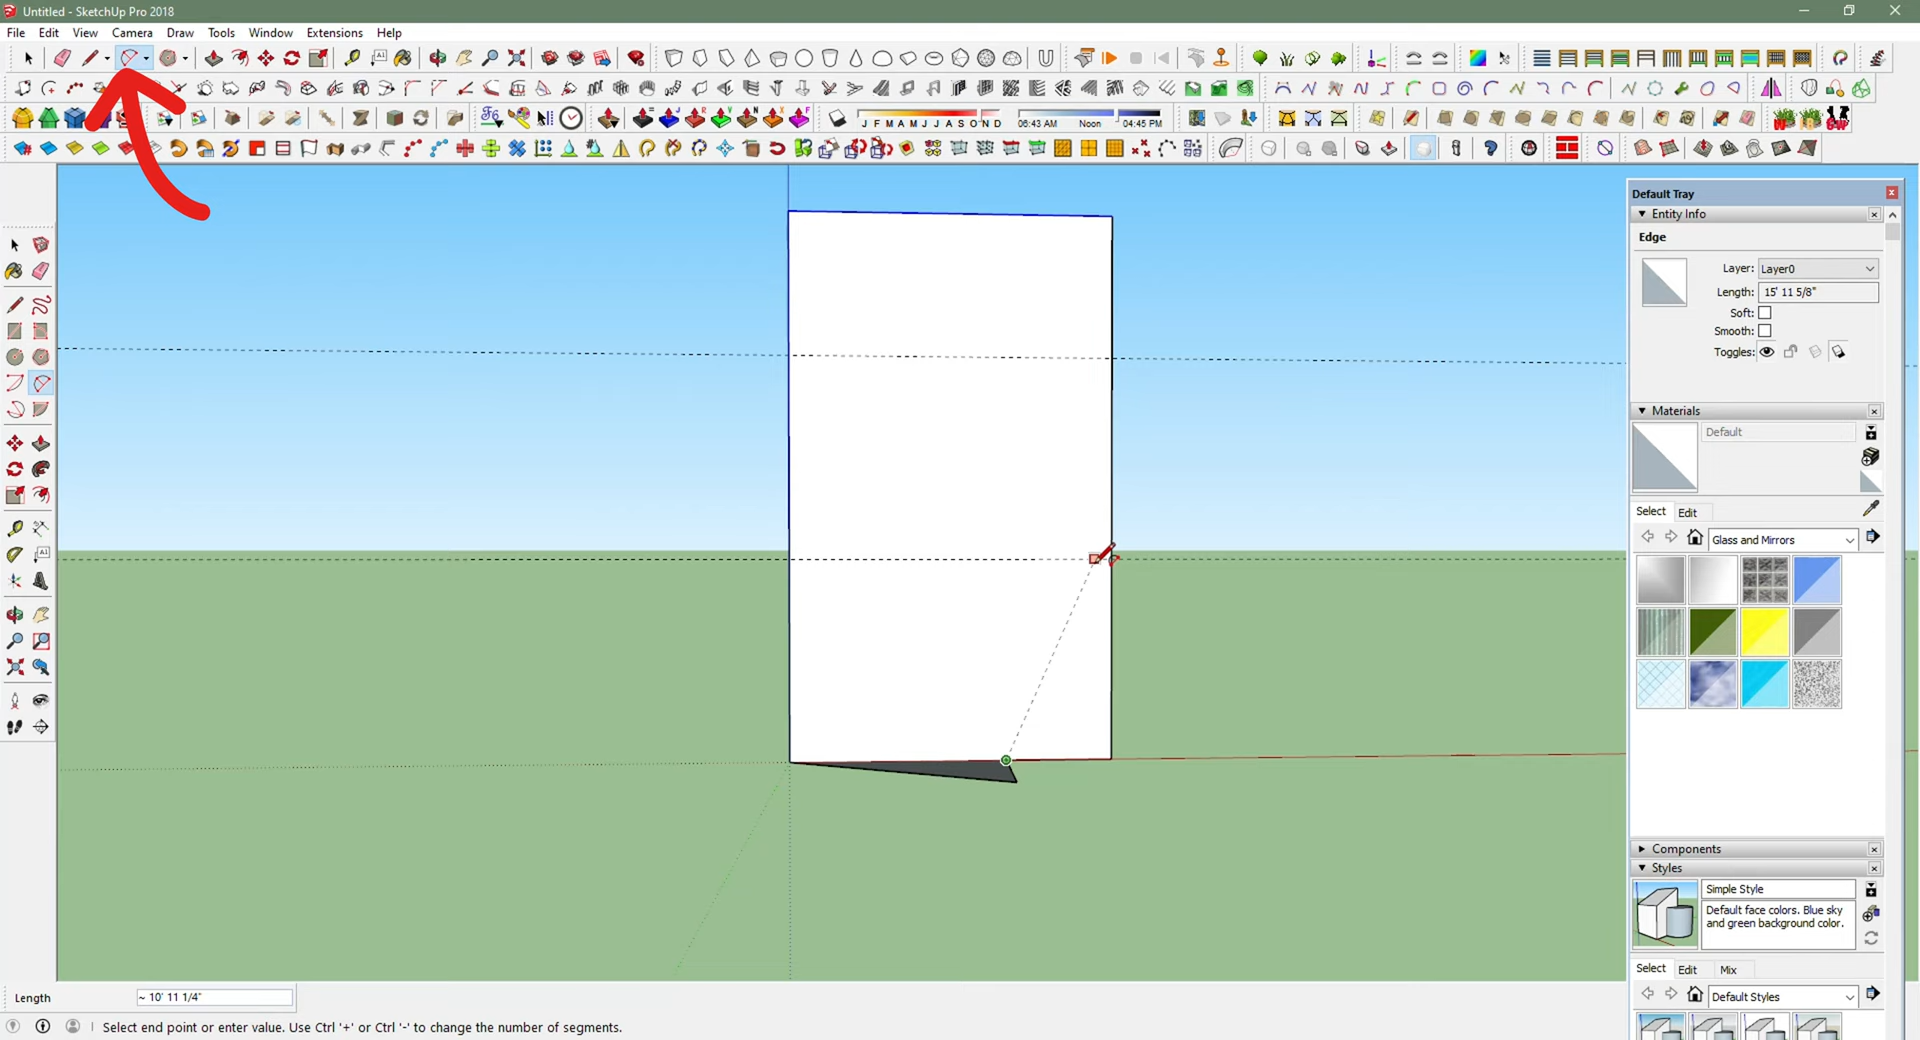 Untitled - SketchUp Pro 2018
File Edit View Camera Draw Tools Window Extensions Help
J F M A M J J A S O N D 06:43 AM Noon 04:45 PM
Default Tray
Entity Info
Edge
Layer: Layer0
Length: 15' 11 5/8"
Soft:
Smooth:
Toggles:
Materials
Default
Select Edit
Glass and Mirrors
Components
Styles
Simple Style
Default face colors. Blue sky
and green background color.
Select Edit Mix
Default Styles
Length ~ 10' 11 1/4"
Select end point or enter value. Use Ctrl '+' or Ctrl '-' to change the number of segments.